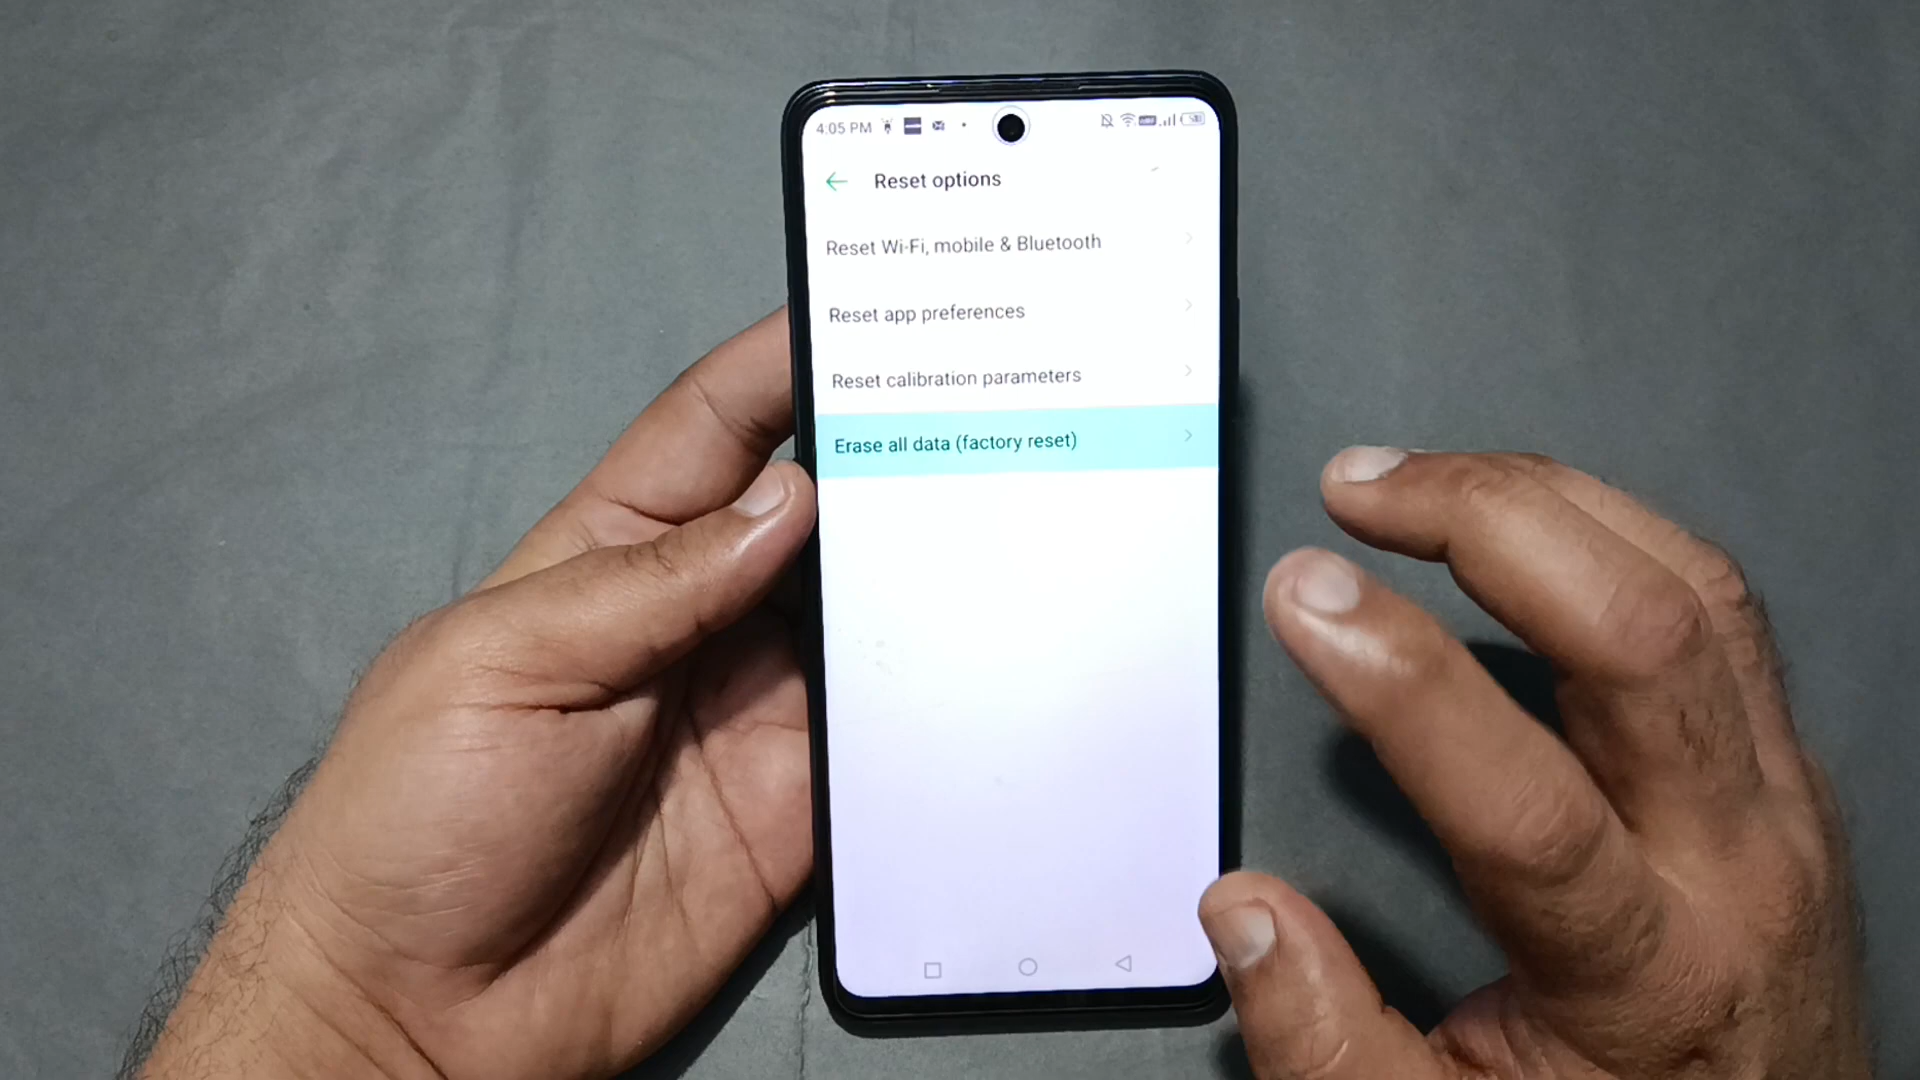 4:05 PM
Reset options
Reset Wi-Fi, mobile & Bluetooth
Reset app preferences
Reset calibration parameters
Erase all data (factory reset)